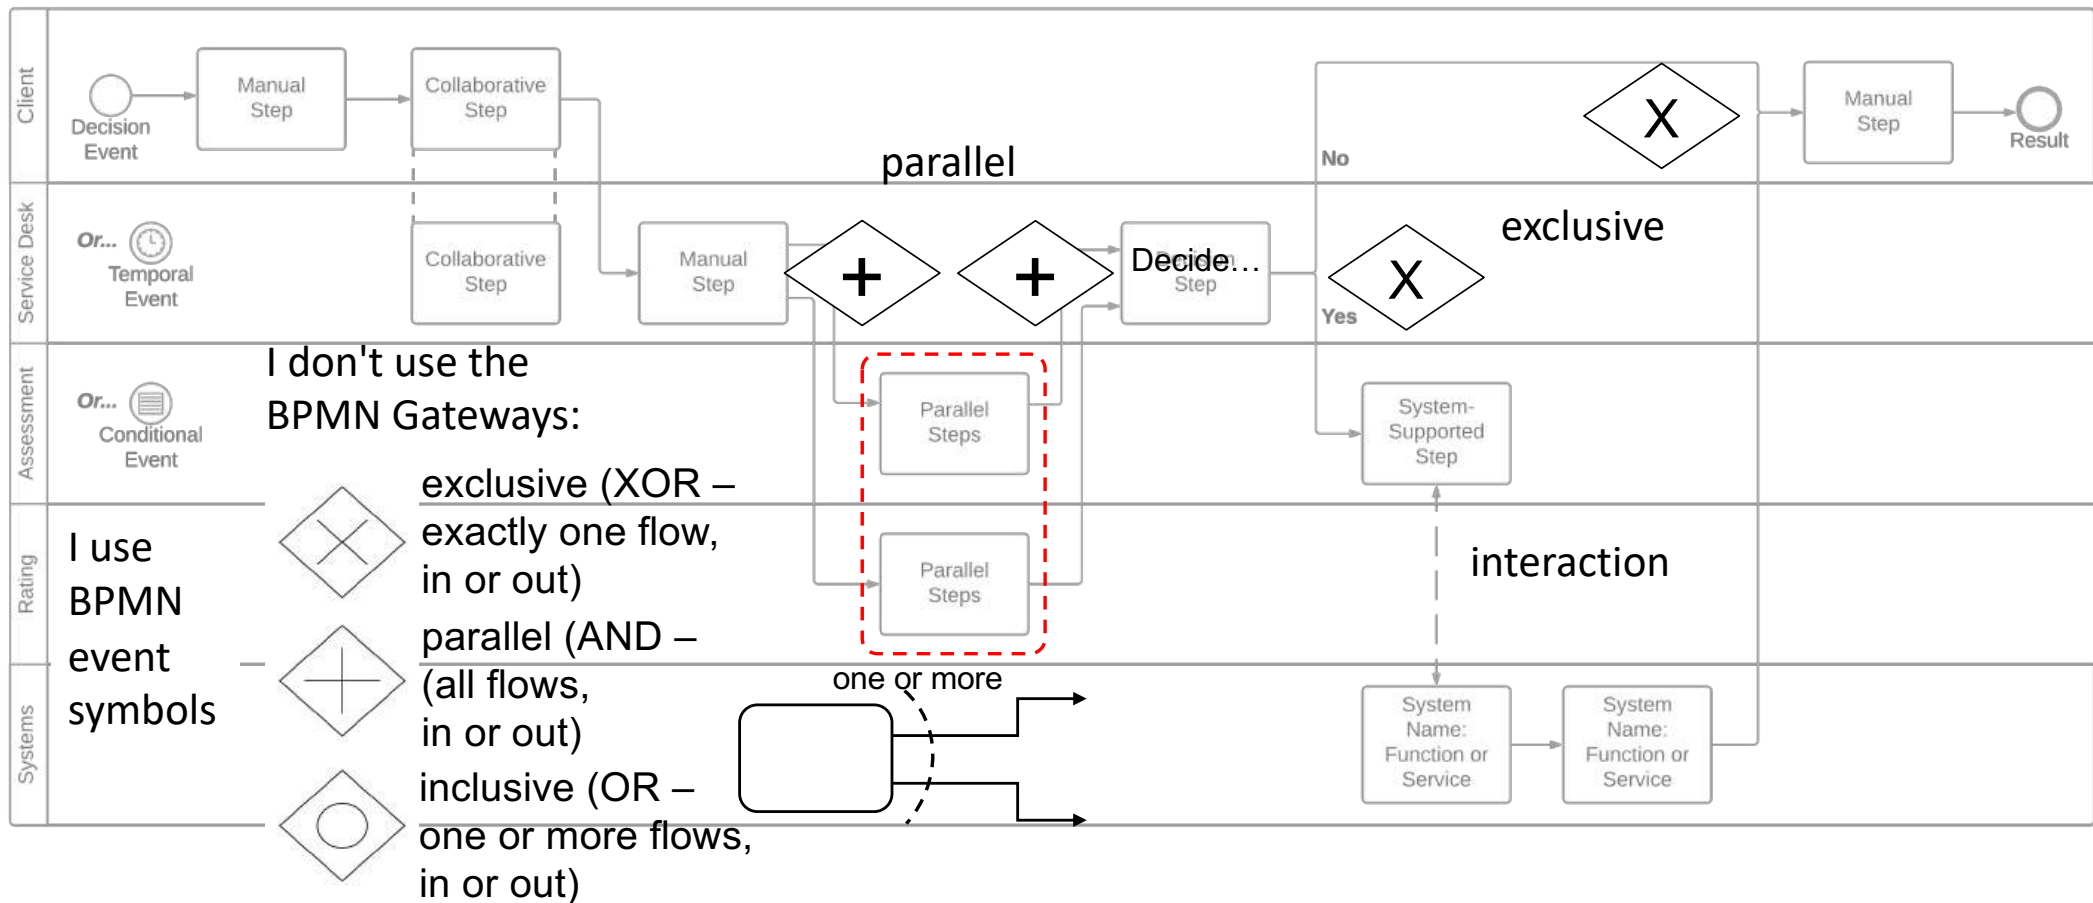 Client
Decision
Event
Manual
Step
Collaborative
Step
parallel
No
X
Manual
Step
Result
Service Desk
Or...
Temporal
Event
Collaborative
Step
Manual
Step
+
+
Decide…
Step
Yes
X
exclusive
Assessment
Or...
Conditional
Event
I don't use the
BPMN Gateways:
Parallel
Steps
System-
Supported
Step
exclusive (XOR –
exactly one flow,
in or out)
Rating
I use
BPMN
event
symbols
Parallel
Steps
interaction
parallel (AND –
(all flows,
in or out)
Systems
one or more
System
Name:
Function or
Service
System
Name:
Function or
Service
inclusive (OR –
one or more flows,
in or out)